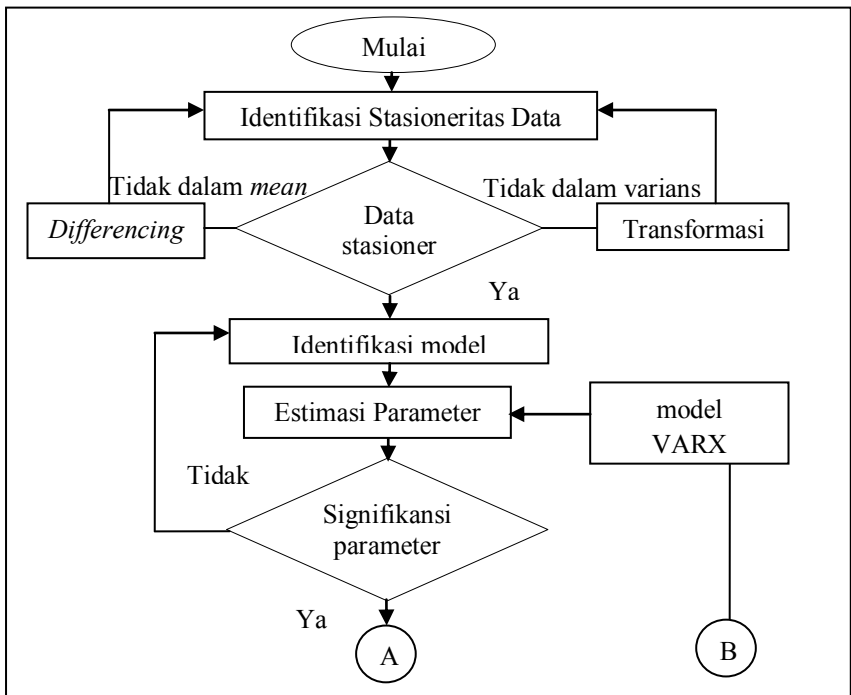 Mulai
Identifikasi Stasioneritas Data
Tidak dalam mean
Tidak dalam varians
Differencing
Data
stasioner
Transformasi
Ya
Identifikasi model
Estimasi Parameter
model
VARX
Tidak
Signifikansi
parameter
Ya
A
B